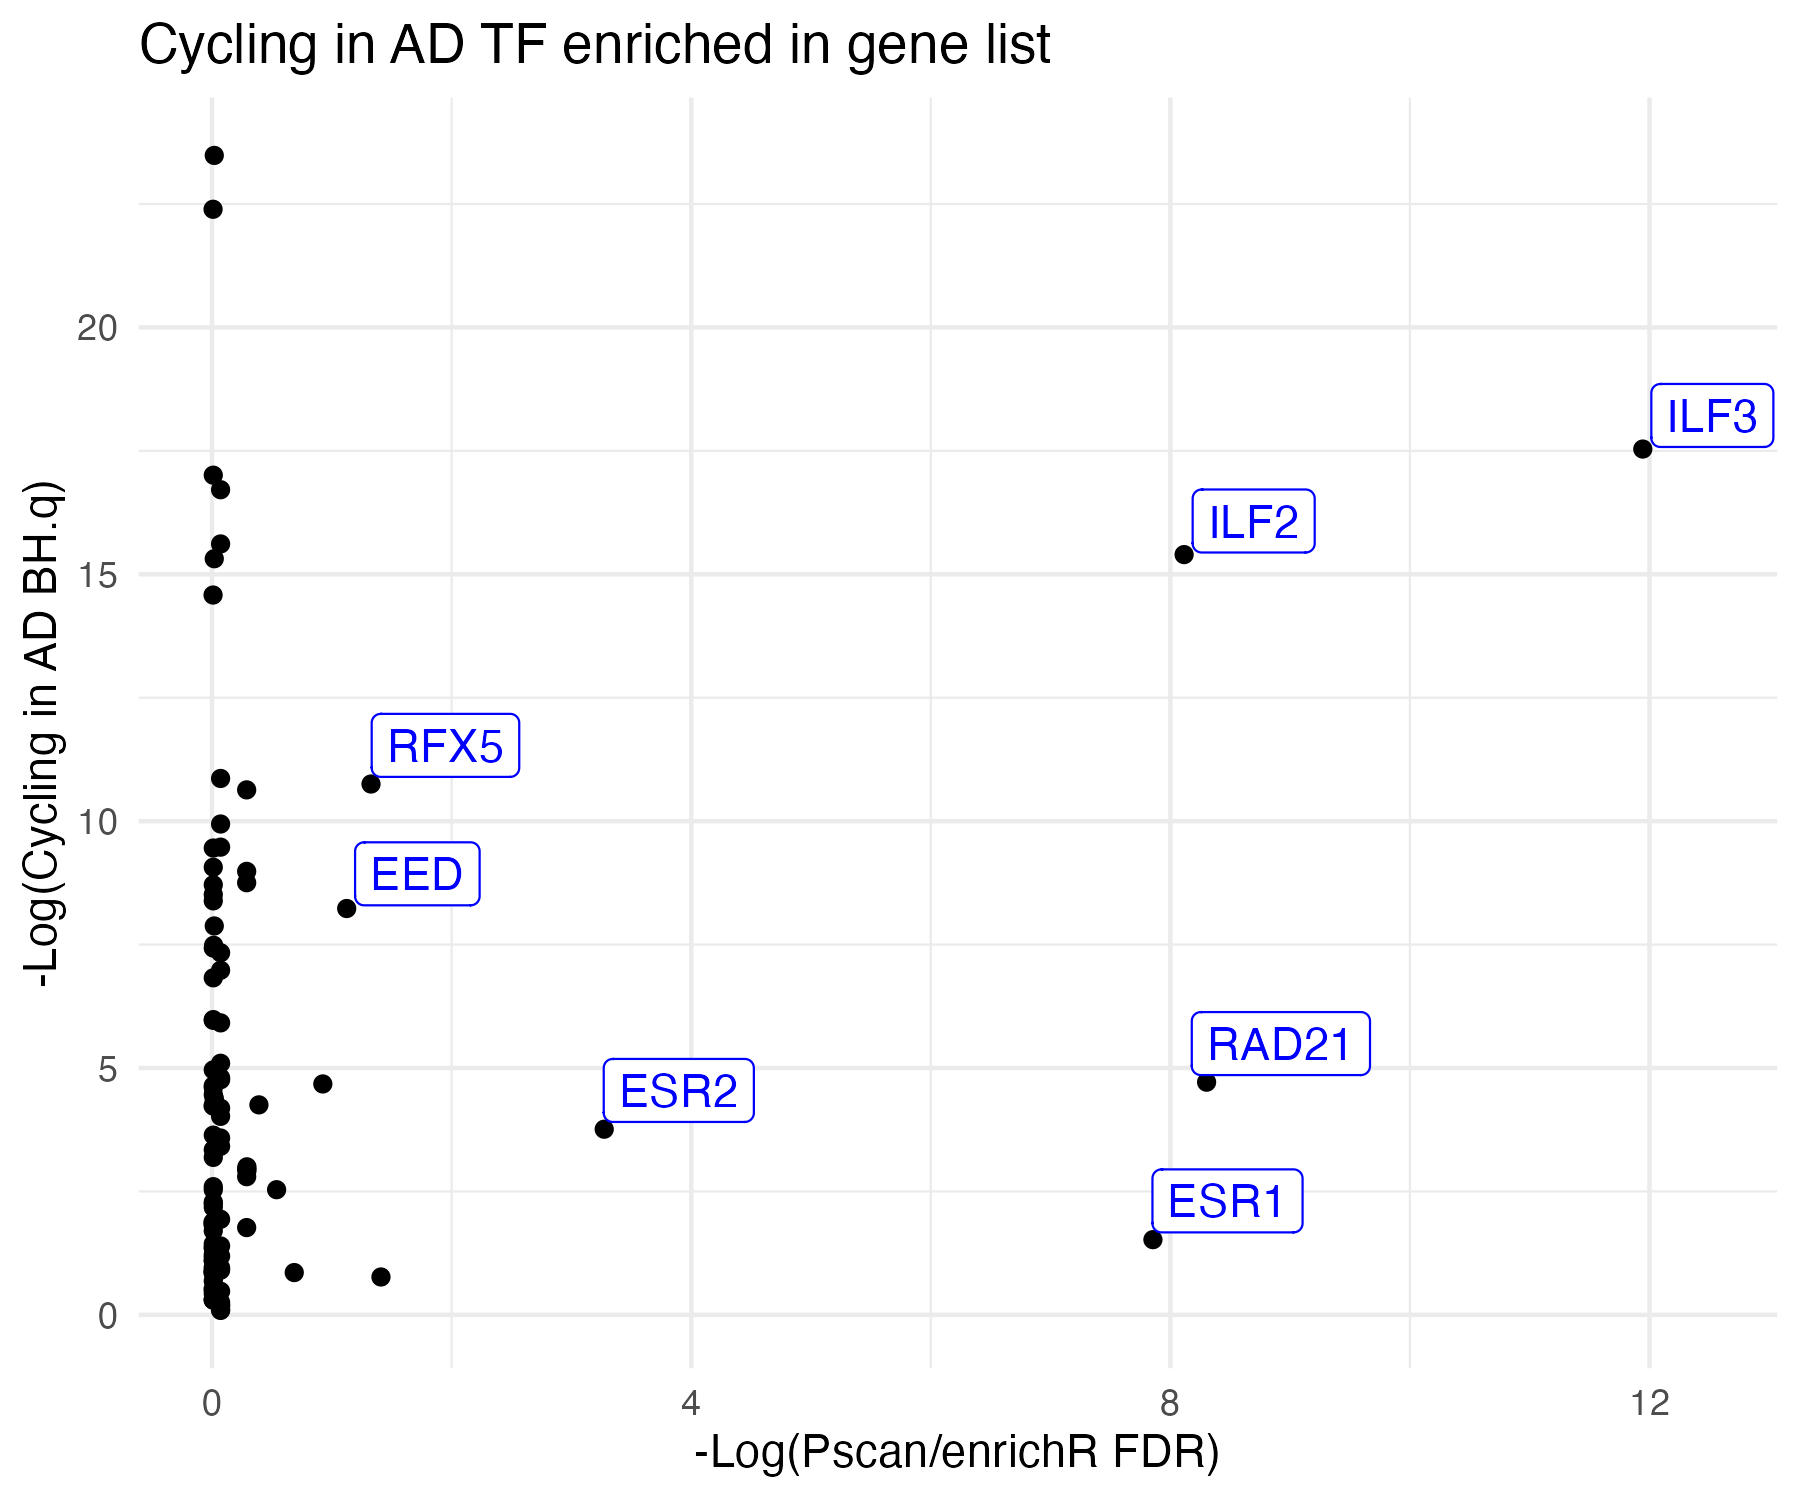 Cycling in AD TF enriched in gene list
-Log(Cycling in AD BH.q)
20
15
10
5
0
ILF3
ILF2
RFX5
EED
RAD21
ESR2
ESR1
0 4 8 12
-Log(Pscan/enrichR FDR)